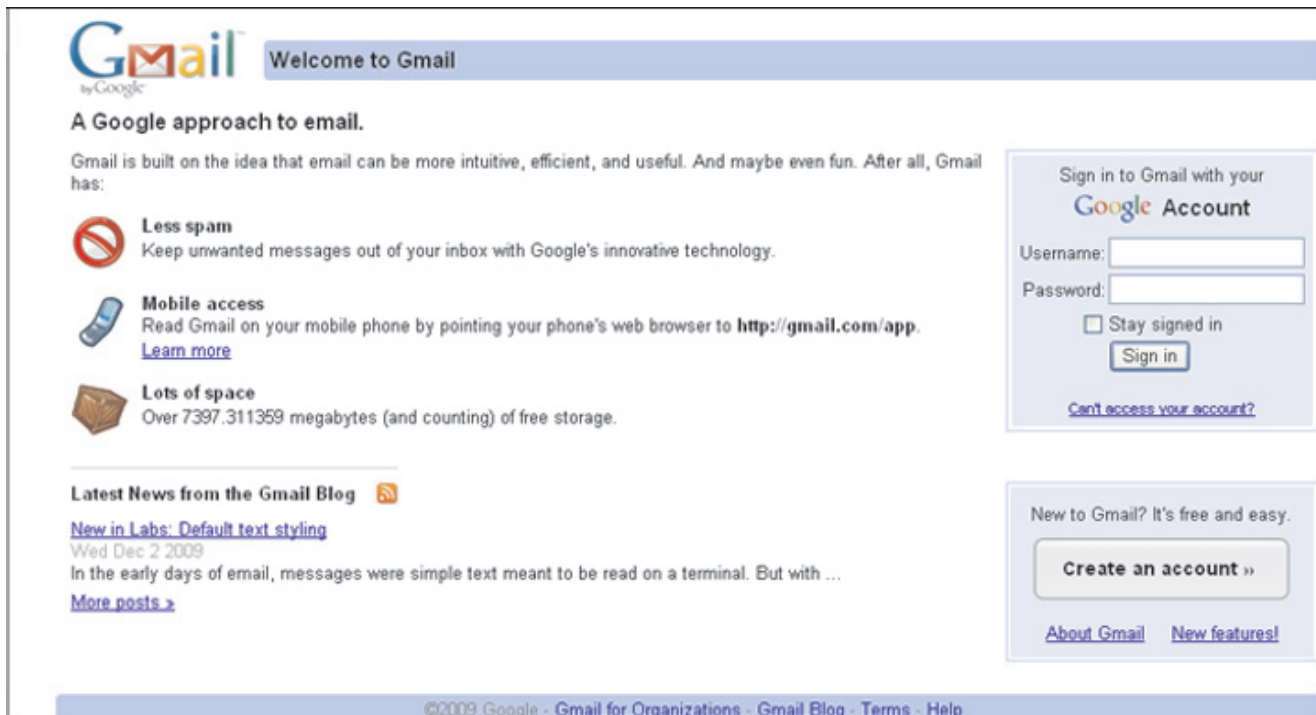 Gmail™
by Google™
Welcome to Gmail
A Google approach to email.
Gmail is built on the idea that email can be more intuitive, efficient, and useful. And maybe even fun. After all, Gmail
has:
Less spam
Keep unwanted messages out of your inbox with Google's innovative technology.
Mobile access
Read Gmail on your mobile phone by pointing your phone's web browser to http://gmail.com/app.
Learn more
Lots of space
Over 7397.311359 megabytes (and counting) of free storage.
Latest News from the Gmail Blog
New in Labs: Default text styling
Wed Dec 2 2009
In the early days of email, messages were simple text meant to be read on a terminal. But with ...
More posts »
Sign in to Gmail with your
Google Account
Username:
Password:
Stay signed in
Sign in
Can't access your account?
New to Gmail? It's free and easy.
Create an account »
About Gmail New features!
©2009 Google - Gmail for Organizations - Gmail Blog - Terms - Help